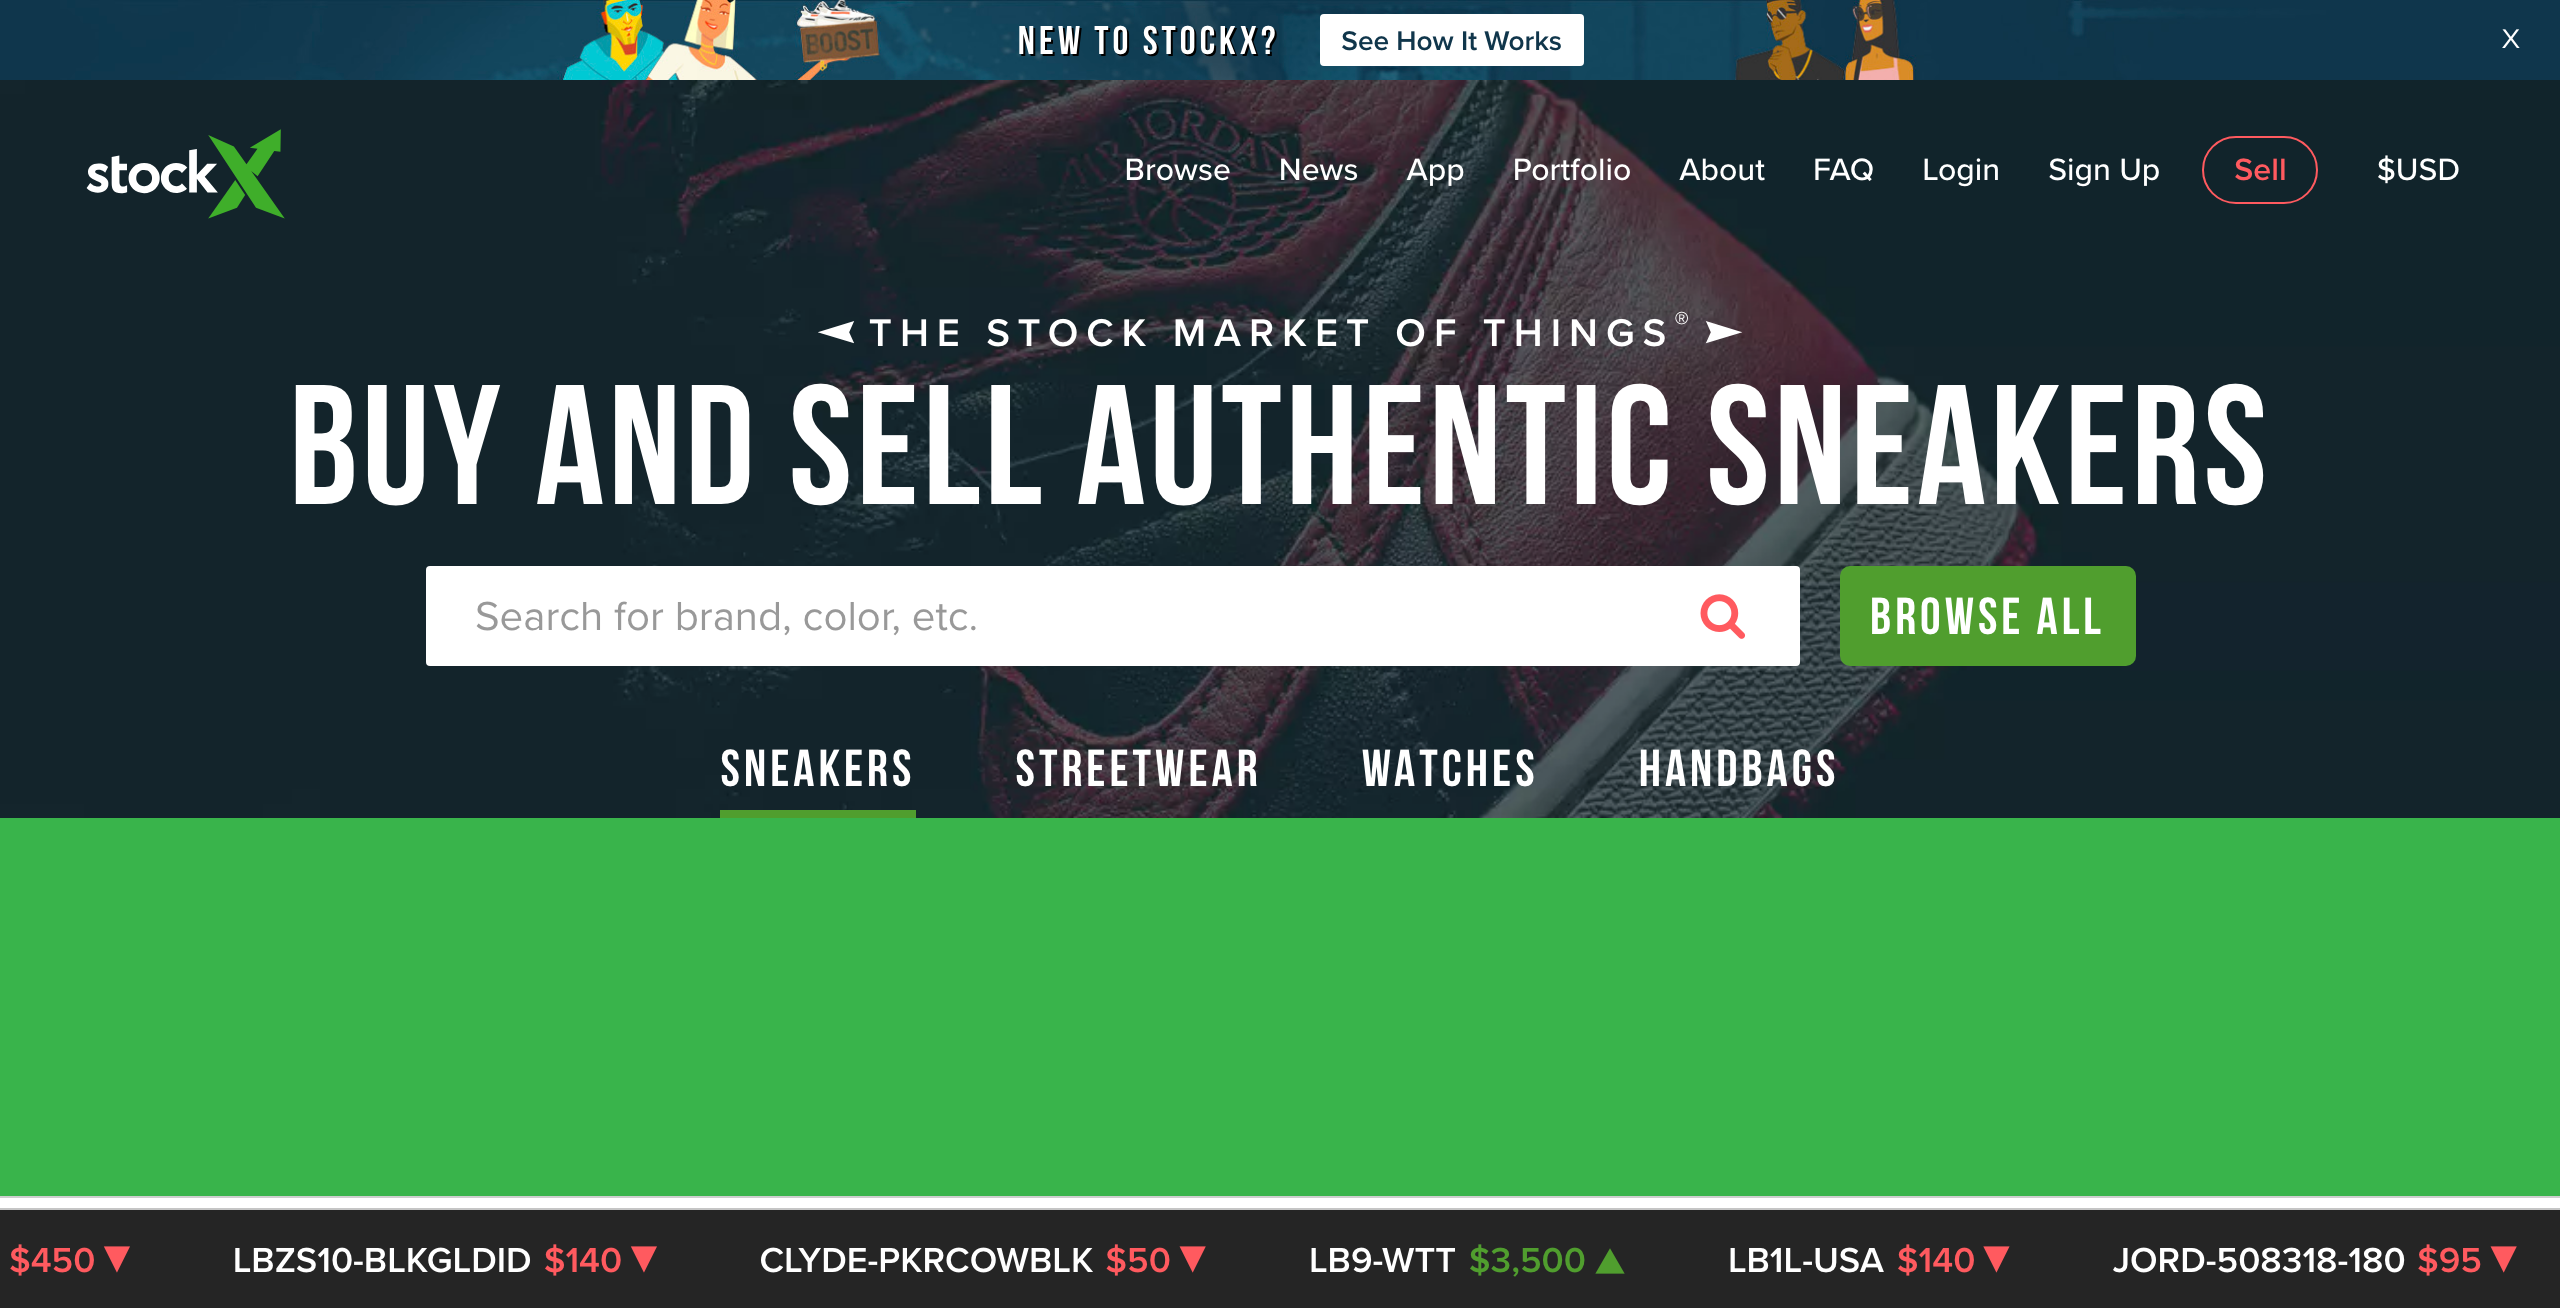 BOOST
NEW TO STOCKX?
See How It Works
X
stockX
AIR JORDAN
Browse News App Portfolio About FAQ Login Sign Up Sell $USD
THE STOCK MARKET OF THINGS®
BUY AND SELL AUTHENTIC SNEAKERS
Search for brand, color, etc.
BROWSE ALL
SNEAKERS STREETWEAR WATCHES HANDBAGS
$450 ▼ LBZS10-BLKGLDID $140 ▼ CLYDE-PKRCOWBLK $50 ▼ LB9-WTT $3,500 ▲ LB1L-USA $140 ▼ JORD-508318-180 $95 ▼